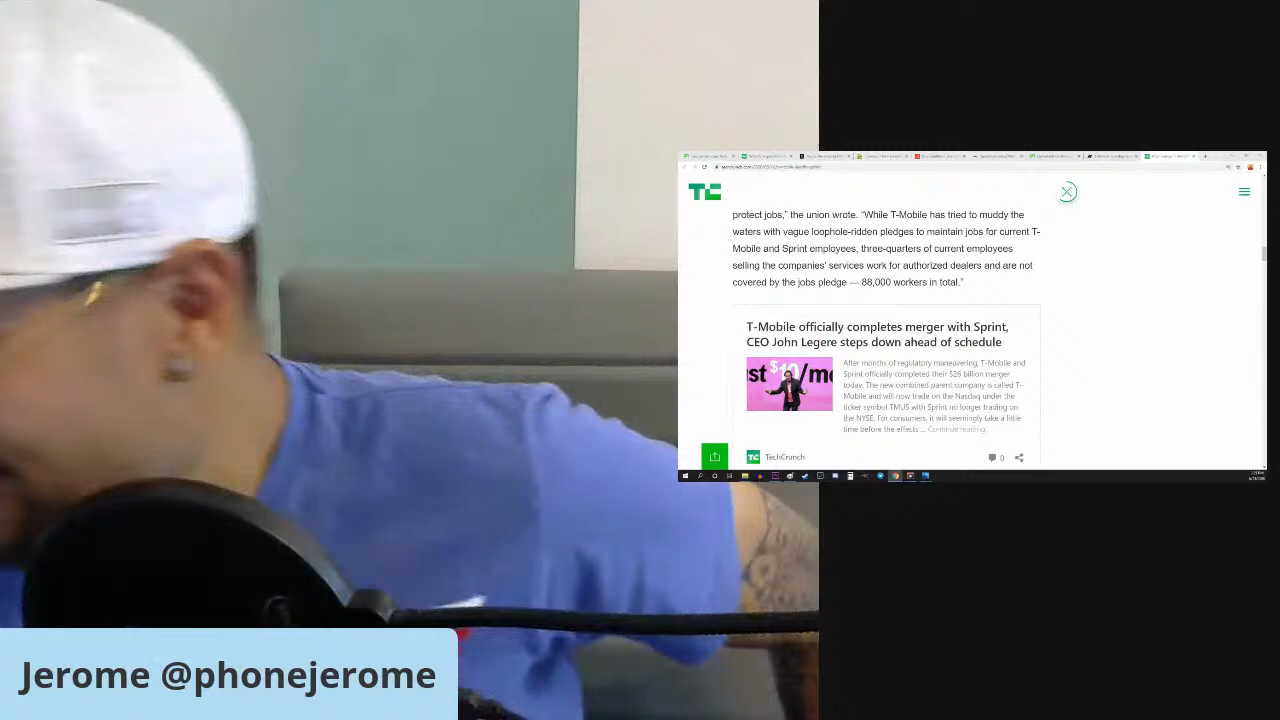 TC
protect jobs,” the union wrote. “While T-Mobile has tried to muddy the
waters with vague loophole-ridden pledges to maintain jobs for current T-
Mobile and Sprint employees, three-quarters of current employees
selling the companies’ services work for authorized dealers and are not
covered by the jobs pledge — 88,000 workers in total.”
T-Mobile officially completes merger with Sprint,
CEO John Legere steps down ahead of schedule
After months of regulatory maneuvering, T-Mobile and
Sprint officially completed their $26 billion merger
today. The new combined parent company is called T-
Mobile and will now trade on the Nasdaq under the
ticker symbol TMUS with Sprint no longer trading on
the NYSE. For consumers, it will seemingly take a little
time before the effects ... Continue reading
TechCrunch
0
Jerome @phonejerome